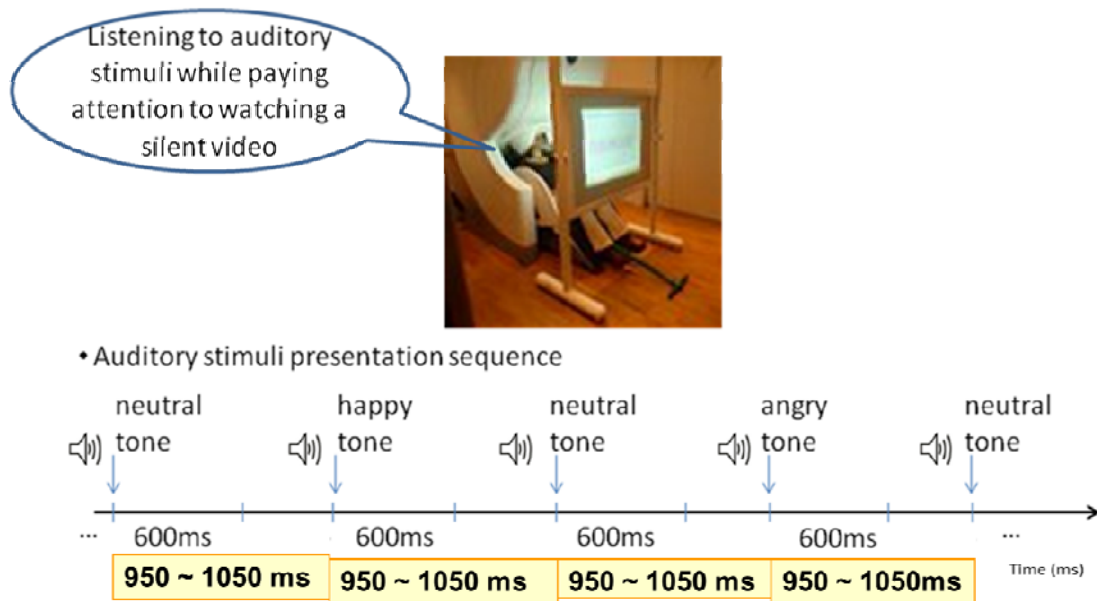 Listening to auditory
stimuli while paying
attention to watching a
silent video
• Auditory stimuli presentation sequence
neutral happy neutral angry neutral
tone tone tone tone tone
... 600ms 600ms 600ms 600ms ...
950 ~ 1050 ms 950 ~ 1050 ms 950 ~ 1050 ms 950 ~ 1050ms Time (ms)